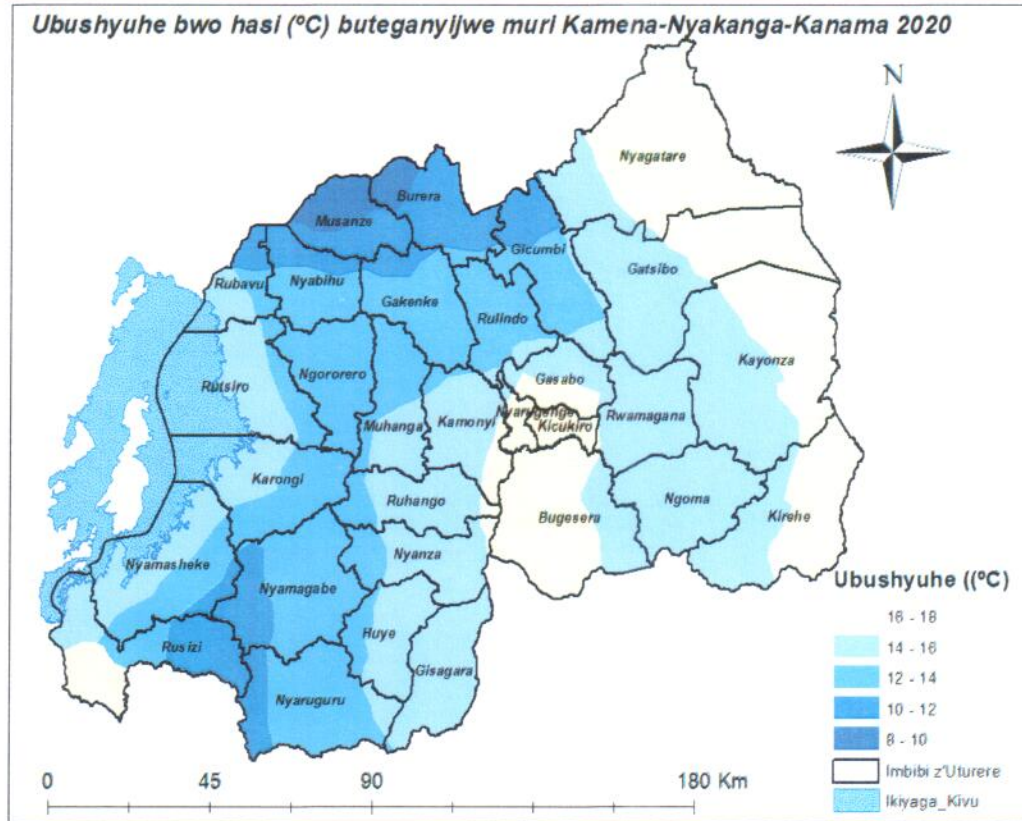 Ubushyuhe bwo hasi (ºC) buteganyijwe muri Kamena-Nyakanga-Kanama 2020
N
Nyagatare
Burera
Musanze
Gicumbi
Gatsibo
Rubavu
Nyabihu
Gakenke
Rulindo
Kayonza
Gasabo
Rutsiro
Ngororero
Nyarugenge
Rwamagana
Muhanga
Kamonyi
Kicukiro
Karongi
Ruhango
Ngoma
Bugesera
Kirehe
Nyanza
Nyamasheke
Nyamagabe
Huye
Rusizi
Gisagara
Nyaruguru
Ubushyuhe ((ºC)
16 - 18
14 - 16
12 - 14
10 - 12
8 - 10
Imbibi z'Uturere
Ikiyaga_Kivu
0 45 90 180 Km